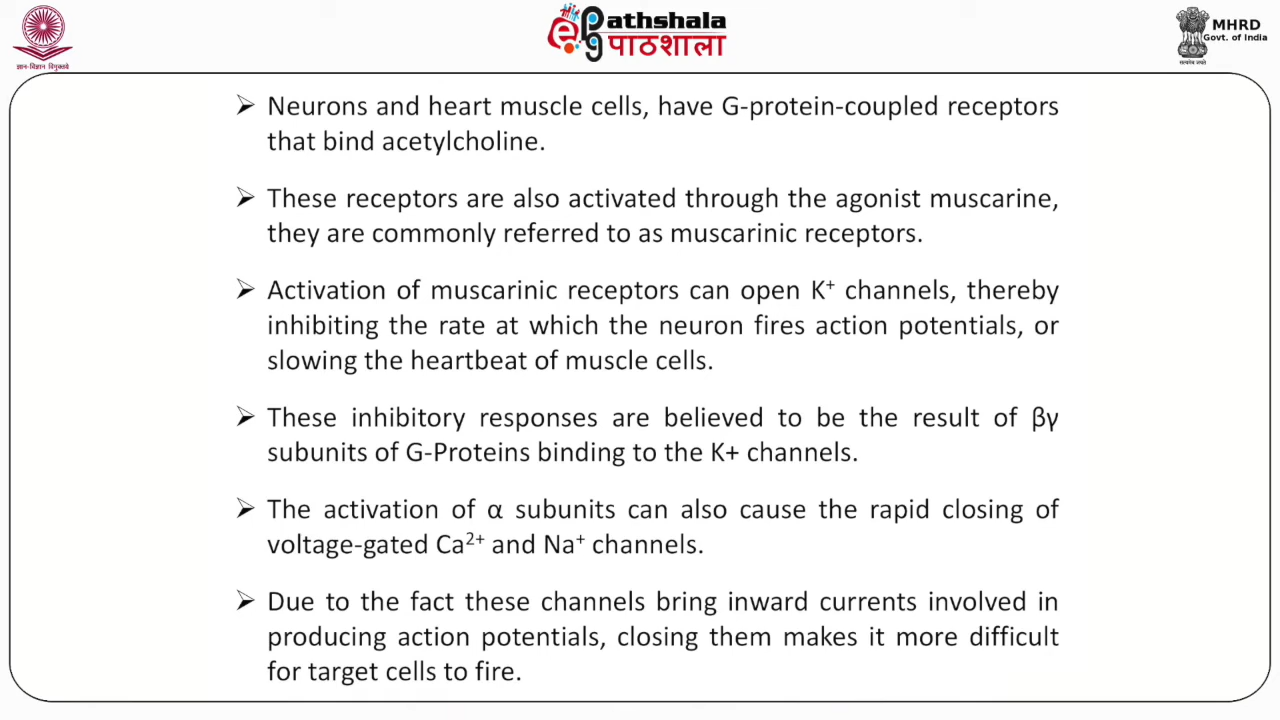 ज्ञान-विज्ञान विमुक्तये
ePathshala
पाठशाला
MHRD
Govt. of India
सत्यमेव जयते
➢ Neurons and heart muscle cells, have G-protein-coupled receptors
that bind acetylcholine.
➢ These receptors are also activated through the agonist muscarine,
they are commonly referred to as muscarinic receptors.
➢ Activation of muscarinic receptors can open K⁺ channels, thereby
inhibiting the rate at which the neuron fires action potentials, or
slowing the heartbeat of muscle cells.
➢ These inhibitory responses are believed to be the result of βγ
subunits of G-Proteins binding to the K+ channels.
➢ The activation of α subunits can also cause the rapid closing of
voltage-gated Ca²⁺ and Na⁺ channels.
➢ Due to the fact these channels bring inward currents involved in
producing action potentials, closing them makes it more difficult
for target cells to fire.